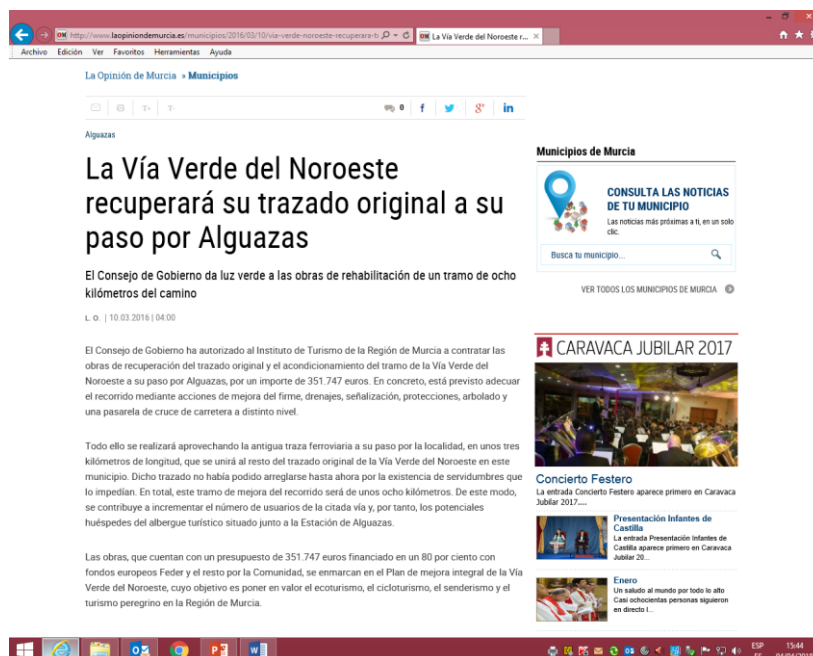 http://www.laopiniondemurcia.es/municipios/2016/03/10/via-verde-noroeste-recuperara-t
La Vía Verde del Noroeste r...
Archivo Edición Ver Favoritos Herramientas Ayuda
La Opinión de Murcia » Municipios
T+ T- 0 f g+ in
Alguazas
La Vía Verde del Noroeste
recuperará su trazado original a su
paso por Alguazas
El Consejo de Gobierno da luz verde a las obras de rehabilitación de un tramo de ocho
kilómetros del camino
L. O. | 10.03.2016 | 04:00
El Consejo de Gobierno ha autorizado al Instituto de Turismo de la Región de Murcia a contratar las
obras de recuperación del trazado original y el acondicionamiento del tramo de la Vía Verde del
Noroeste a su paso por Alguazas, por un importe de 351.747 euros. En concreto, está previsto adecuar
el recorrido mediante acciones de mejora del firme, drenajes, señalización, protecciones, arbolado y
una pasarela de cruce de carretera a distinto nivel.
Todo ello se realizará aprovechando la antigua traza ferroviaria a su paso por la localidad, en unos tres
kilómetros de longitud, que se unirá al resto del trazado original de la Vía Verde del Noroeste en este
municipio. Dicho trazado no había podido arreglarse hasta ahora por la existencia de servidumbres que
lo impedían. En total, este tramo de mejora del recorrido será de unos ocho kilómetros. De este modo,
se contribuye a incrementar el número de usuarios de la citada vía y, por tanto, los potenciales
huéspedes del albergue turístico situado junto a la Estación de Alguazas.
Las obras, que cuentan con un presupuesto de 351.747 euros financiado en un 80 por ciento con
fondos europeos Feder y el resto por la Comunidad, se enmarcan en el Plan de mejora integral de la Vía
Verde del Noroeste, cuyo objetivo es poner en valor el ecoturismo, el cicloturismo, el senderismo y el
turismo peregrino en la Región de Murcia.
Municipios de Murcia
CONSULTA LAS NOTICIAS
DE TU MUNICIPIO
Las noticias más próximas a ti, en un solo
clic.
Busca tu municipio...
VER TODOS LOS MUNICIPIOS DE MURCIA
CARAVACA JUBILAR 2017
Concierto Festero
La entrada Concierto Festero aparece primero en Caravaca
Jubilar 2017....
Presentación Infantes de
Castilla
La entrada Presentación Infantes de
Castilla aparece primero en Caravaca
Jubilar 20...
Enero
Un saludo al mundo por todo lo alto
Casi ochocientas personas siguieron
en directo l...
ESP 15:44
ES